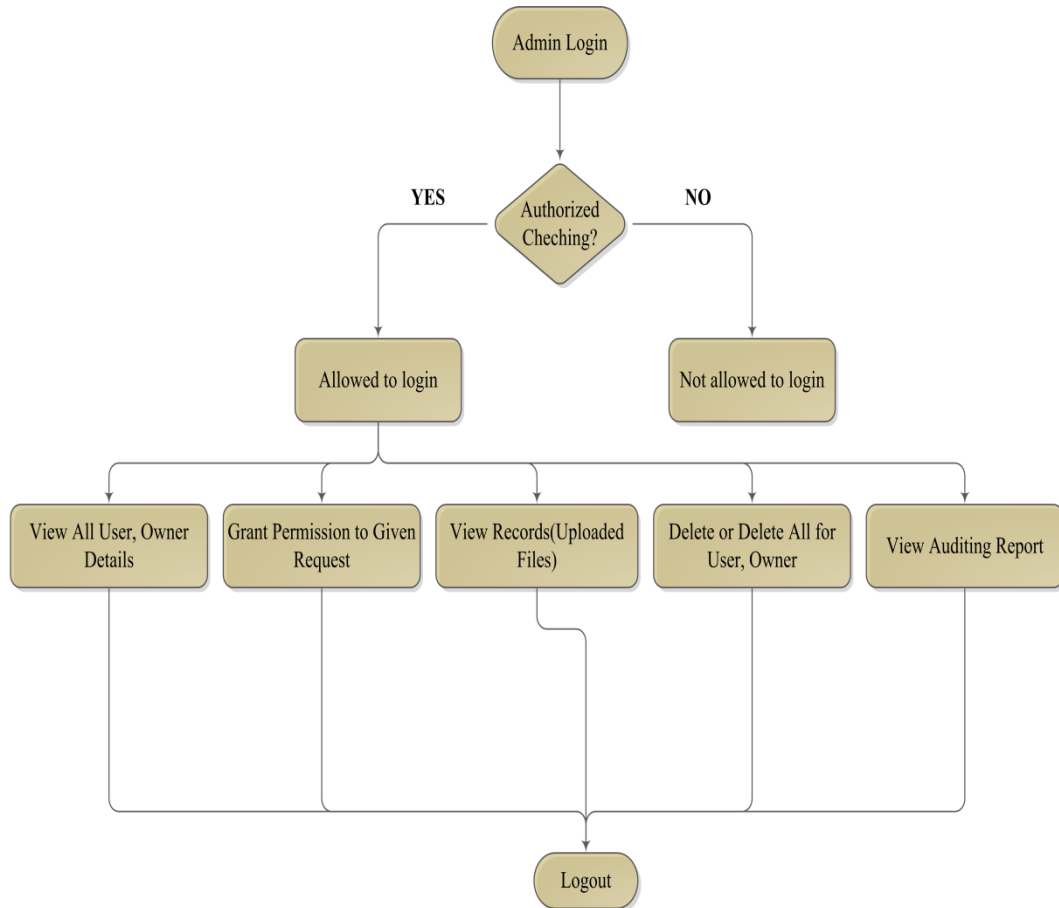 Admin Login
YES
NO
Authorized
Cheching?
Allowed to login
Not allowed to login
View All User, Owner
Details
Grant Permission to Given
Request
View Records(Uploaded
Files)
Delete or Delete All for
User, Owner
View Auditing Report
Logout